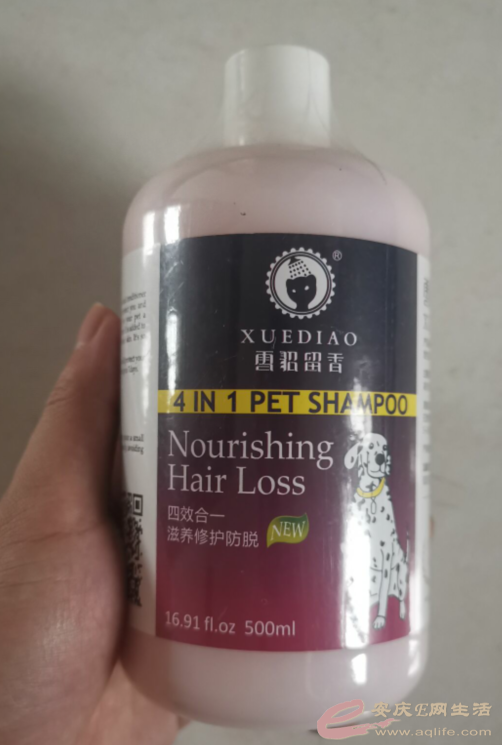 ®
XUEDIAO
雪貂留香
4 IN 1 PET SHAMPOO
Nourishing
Hair Loss
四效合一
滋养修护防脱
NEW
16.91 fl.oz 500ml
安庆E网生活
www.aqlife.com